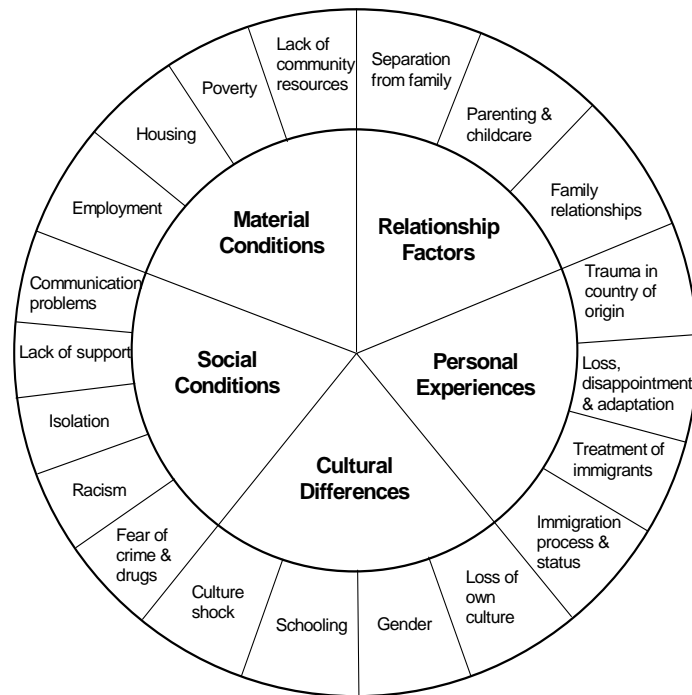 Lack of
community
resources
Separation
from family
Parenting &
childcare
Family
relationships
Trauma in
country of
origin
Loss,
disappointment
& adaptation
Treatment of
immigrants
Immigration
process &
status
Loss of
own
culture
Gender
Schooling
Culture
shock
Fear of
crime &
drugs
Racism
Isolation
Lack of support
Communication
problems
Employment
Housing
Poverty
Material
Conditions
Relationship
Factors
Personal
Experiences
Cultural
Differences
Social
Conditions